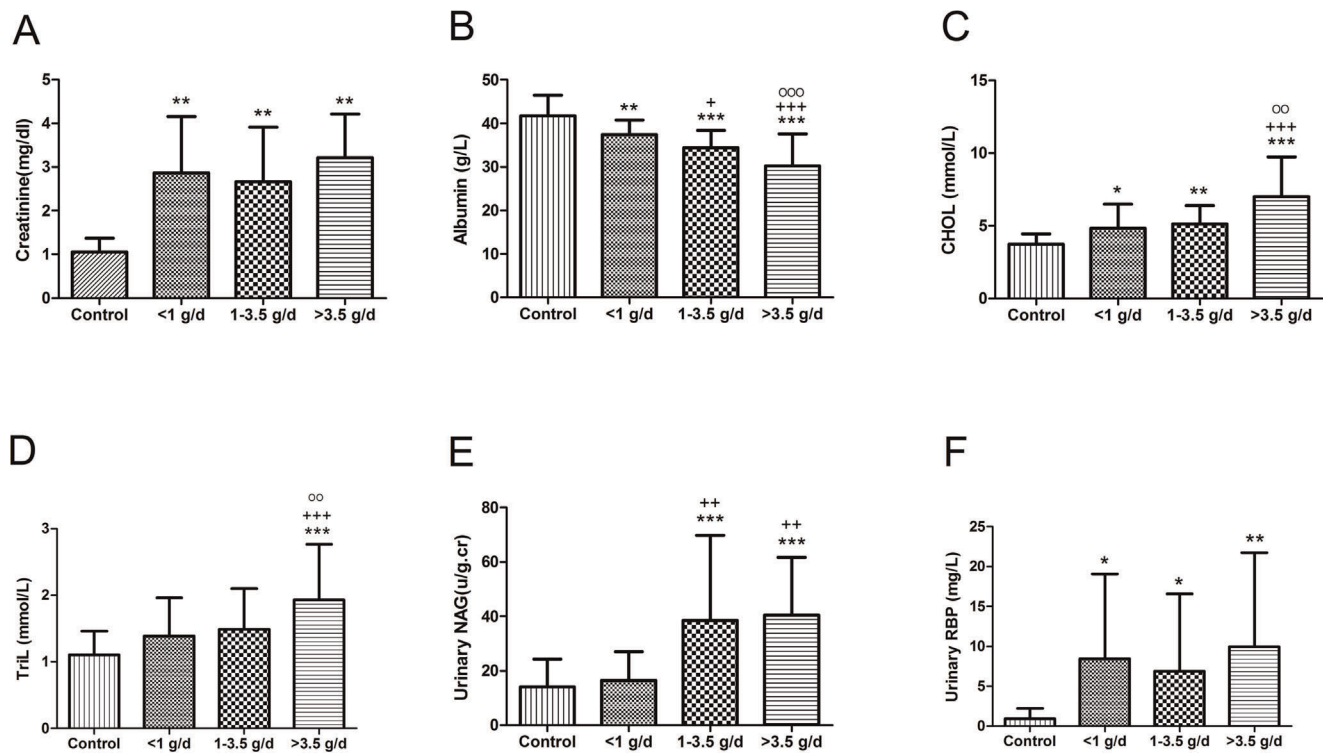 A
Creatinine(mg/dl)
5
4
3
2
1
0
**
**
**
Control
<1 g/d
1-3.5 g/d
>3.5 g/d
B
Albumin (g/L)
50
40
30
20
10
0
**
+
***
ooo
+++
***
Control
<1 g/d
1-3.5 g/d
>3.5 g/d
C
CHOL (mmol/L)
15
10
5
0
*
**
oo
+++
***
Control
<1 g/d
1-3.5 g/d
>3.5 g/d
D
TriL (mmol/L)
3
2
1
0
oo
+++
***
Control
<1 g/d
1-3.5 g/d
>3.5 g/d
E
Urinary NAG(u/g.cr)
80
60
40
20
0
++
***
++
***
Control
<1 g/d
1-3.5 g/d
>3.5 g/d
F
Urinary RBP (mg/L)
25
20
15
10
5
0
*
*
**
Control
<1 g/d
1-3.5 g/d
>3.5 g/d